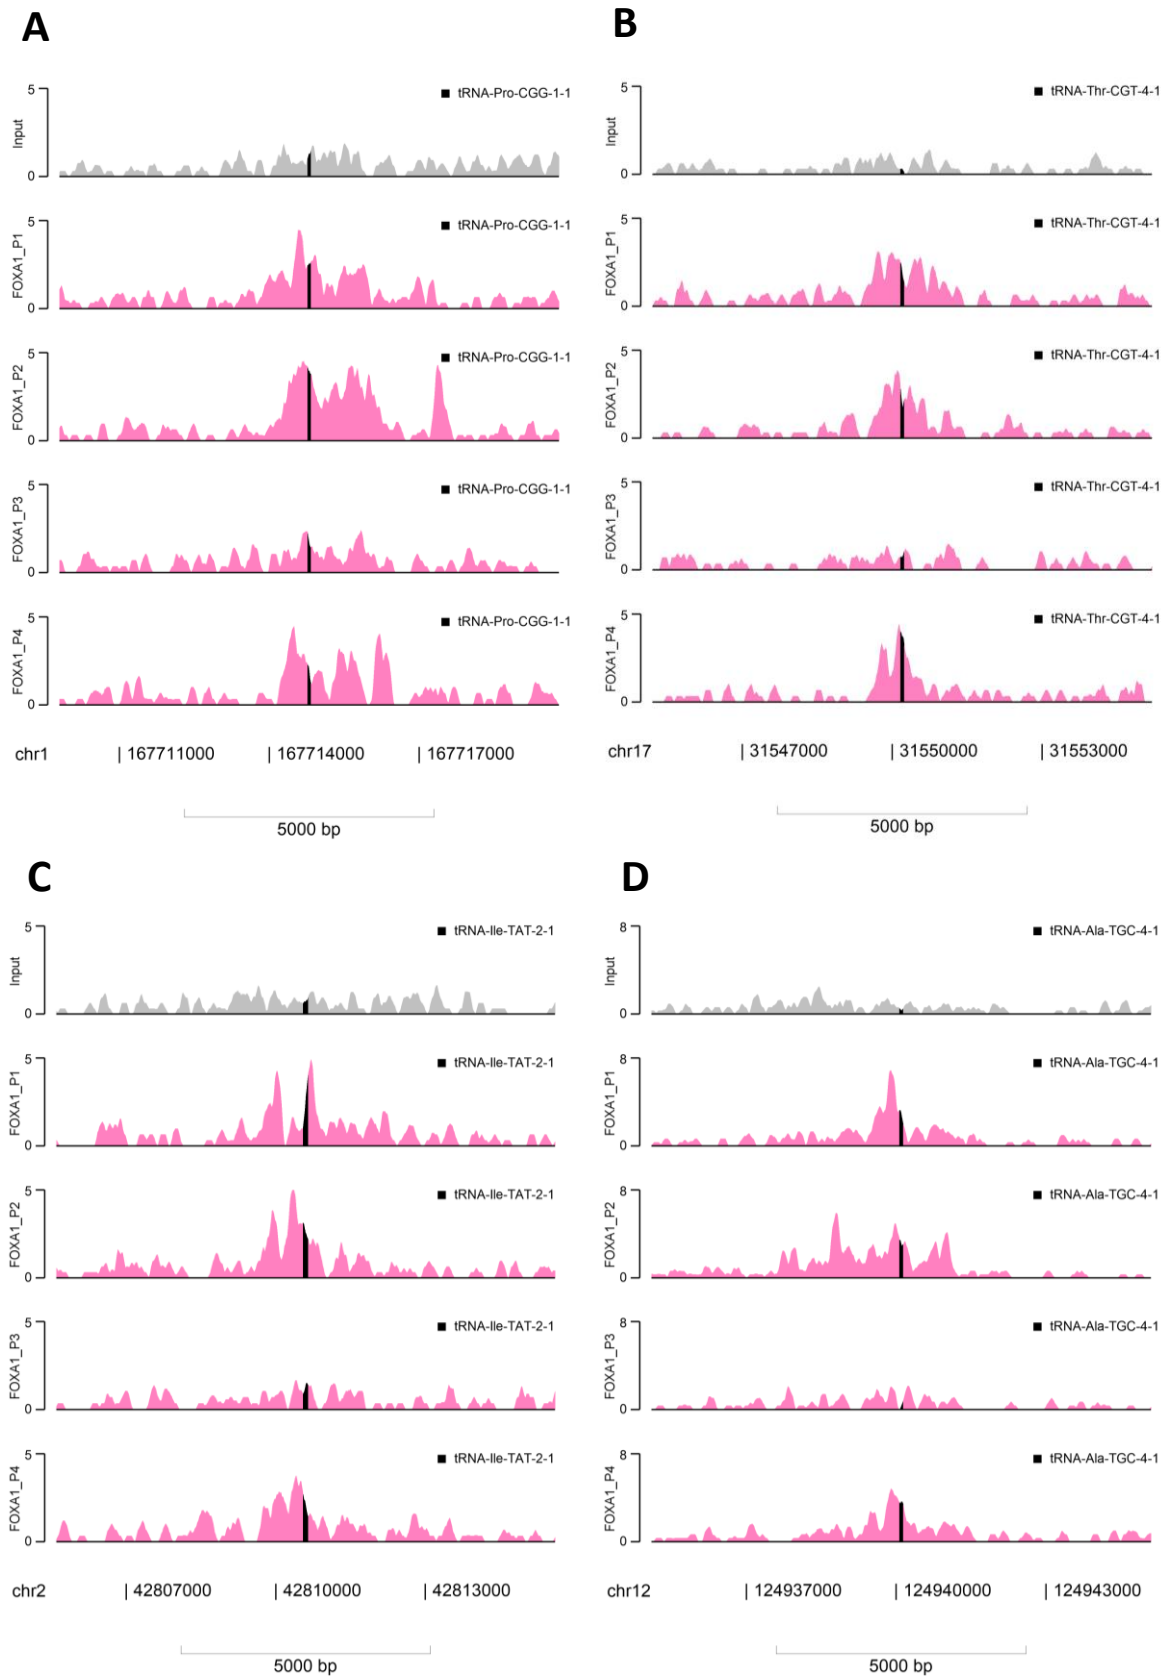 A
5
Input
0
tRNA-Pro-CGG-1-1
5
FOXA1_P1
0
tRNA-Pro-CGG-1-1
5
FOXA1_P2
0
tRNA-Pro-CGG-1-1
5
FOXA1_P3
0
tRNA-Pro-CGG-1-1
5
FOXA1_P4
0
tRNA-Pro-CGG-1-1
chr1 | 167711000 | 167714000 | 167717000
5000 bp
B
5
Input
0
tRNA-Thr-CGT-4-1
5
FOXA1_P1
0
tRNA-Thr-CGT-4-1
5
FOXA1_P2
0
tRNA-Thr-CGT-4-1
5
FOXA1_P3
0
tRNA-Thr-CGT-4-1
5
FOXA1_P4
0
tRNA-Thr-CGT-4-1
chr17 | 31547000 | 31550000 | 31553000
5000 bp
C
5
Input
0
tRNA-Ile-TAT-2-1
5
FOXA1_P1
0
tRNA-Ile-TAT-2-1
5
FOXA1_P2
0
tRNA-Ile-TAT-2-1
5
FOXA1_P3
0
tRNA-Ile-TAT-2-1
5
FOXA1_P4
0
tRNA-Ile-TAT-2-1
chr2 | 42807000 | 42810000 | 42813000
5000 bp
D
8
Input
0
tRNA-Ala-TGC-4-1
8
FOXA1_P1
0
tRNA-Ala-TGC-4-1
8
FOXA1_P2
0
tRNA-Ala-TGC-4-1
8
FOXA1_P3
0
tRNA-Ala-TGC-4-1
8
FOXA1_P4
0
tRNA-Ala-TGC-4-1
chr12 | 124937000 | 124940000 | 124943000
5000 bp